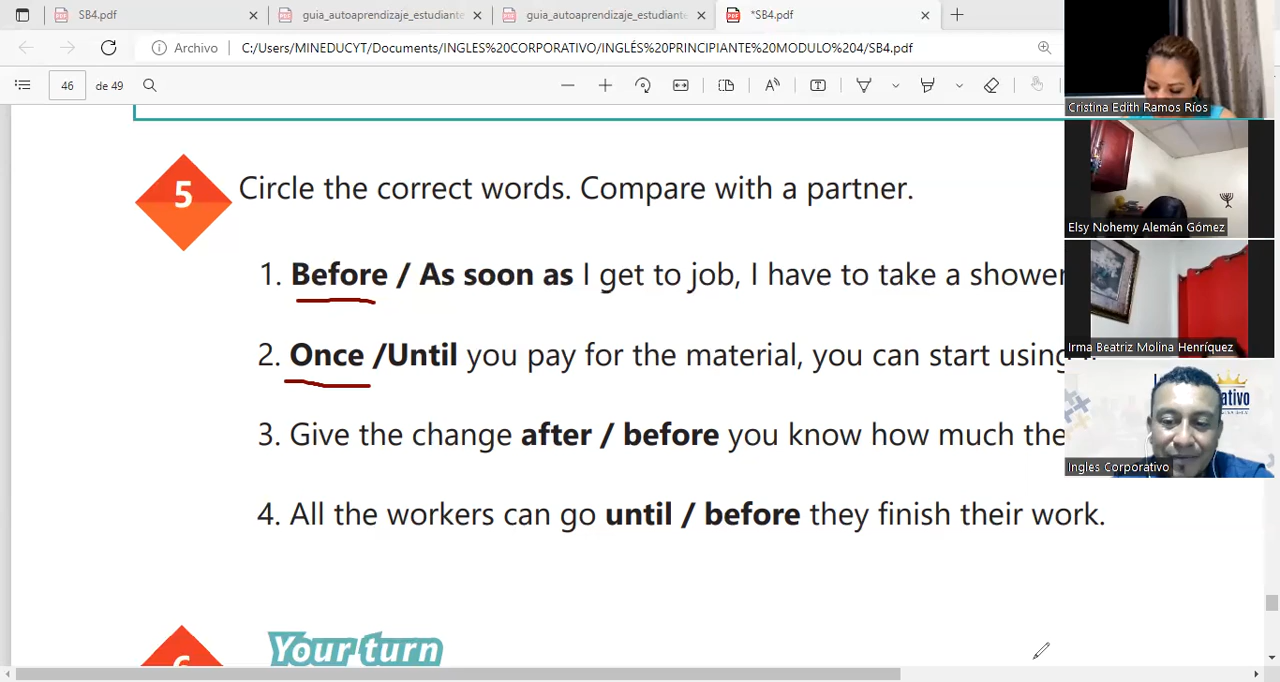 SB4.pdf
guia_autoaprendizaje_estudiante
guia_autoaprendizaje_estudiante
*SB4.pdf
Archivo
C:/Users/MINEDUCYT/Documents/INGLES%20CORPORATIVO/INGLÉS%20PRINCIPIANTE%20MODULO%204/SB4.pdf
46
de 49
Cristina Edith Ramos Ríos
Elsy Nohemy Alemán Gómez
Irma Beatriz Molina Henríquez
ativo
Ingles Corporativo
5
Circle the correct words. Compare with a partner.
1. Before / As soon as I get to job, I have to take a shower
2. Once /Until you pay for the material, you can start using
3. Give the change after / before you know how much the
4. All the workers can go until / before they finish their work.
6
Your turn